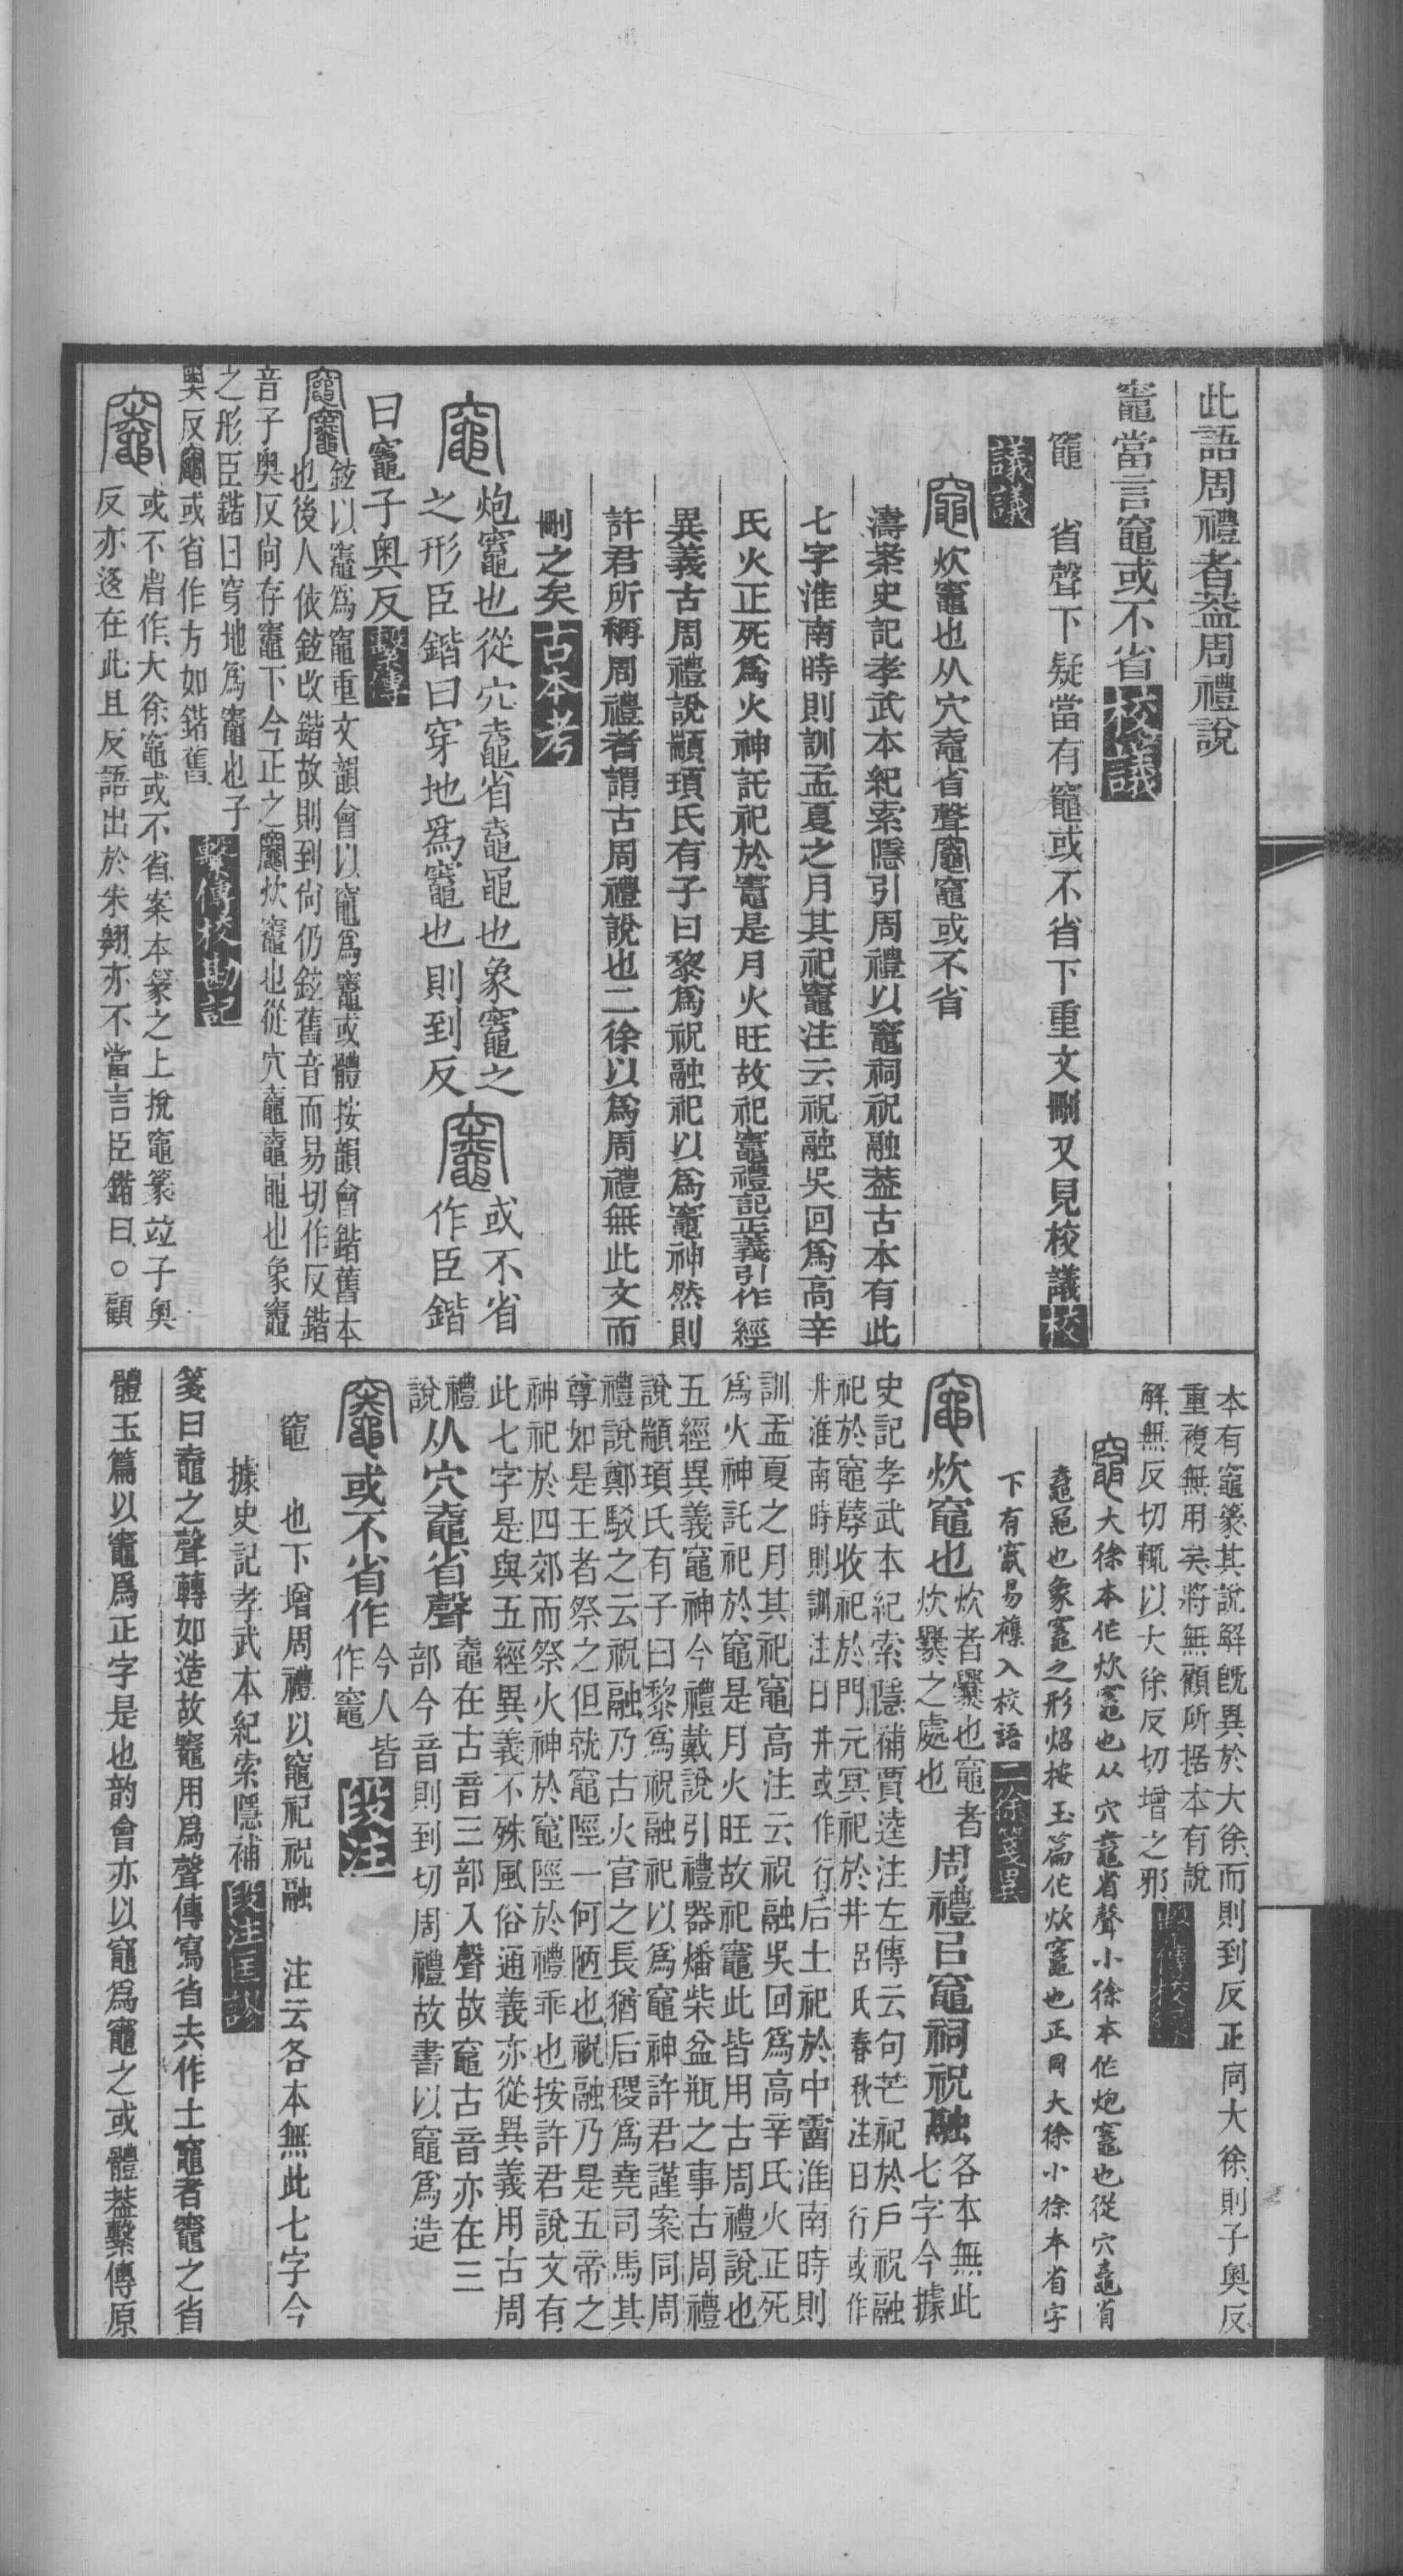 此語周禮者蓋周禮說
竈當言竈或不省校議
竈 省聲下疑當有竈或不省下重文刪又見校議校
議議
竈炊竈也从穴鼀省聲竈竈或不省
濤案史記孝武本紀索隱引周禮以竈祠祝融蓋古本有此
七字淮南時則訓孟夏之月其祀竈注云祝融吳回爲高辛
氏火正死爲火神託祀於竈是月火旺故祀竈禮記正義引作經
異義古周禮說顓頊氏有子曰黎爲祝融祀以爲竈神然則
許君所稱周禮者謂古周禮說也二徐以爲周禮無此文而
刪之矣古本考
竈炮竈也從穴鼀省鼀黽也象竈之
之形臣鍇曰穿地爲竈也則到反
竈或不省
作臣鍇
曰竈子奥反繫傳
竈竈鉉以竈爲竈重文韻會以竈爲竈或體按韻會鍇舊本
也後人依鉉改鍇故則到尙仍鉉舊音而易切作反鍇
音子奥反尙存竈下今正之竈炊竈也從穴鼀鼀黽也象竈
之形臣鍇曰穿地爲竈也子
奥反竈或省作方如鍇舊
繫傳校勘記
竈或不省作大徐竈或不省案本篆之上挩竈篆竝子奥
反亦逐在此且反語出於朱翱亦不當言臣鍇曰○顧
本有竈篆其說解旣異於大徐而則到反正同大徐則子奥反
重複無用矣將無顧所据本有說
解無反切輒以大徐反切增之邪
竈大徐本作炊竈也从穴鼀省聲小徐本作炮竈也從穴鼀省
鼀黽也象竈之形炤按玉篇作炊竈也正同大徐小徐本省字
下有竅易襍入校語二徐箋異
竈炊竈也炊者爨也竈者
炊爨之處也
周禮㠯竈祠祝融各本無此
七字今據
史記孝武本紀索隱補賈逵注左傳云句芒祀於戶祝融
祀於竈蓐收祀於門元冥祀於井呂氏春秋注曰行或作
井淮南時則訓注曰井或作行后土祀於中霤淮南時則
訓孟夏之月其祀竈高注云祝融吳回爲高辛氏火正死
爲火神託祀於竈是月火旺故祀竈此皆用古周禮說也
五經異義竈神今禮戴說引禮器燔柴盆瓶之事古周禮
說顓頊氏有子曰黎爲祝融祀以爲竈神許君謹案同周
禮說鄭駁之云祝融乃古火官之長猶后稷爲堯司馬其
尊如是王者祭之但就竈陘一何陋也祝融乃是五帝之
神祀於四郊而祭火神於竈陘於禮乖也按許君說文有
此七字是與五經異義不殊風俗通義亦從異義用古周
禮
說从穴鼀省聲鼀在古音三部入聲故竈古音亦在三
部今音則到切周禮故書以竈爲造
竈或不省作今人皆
作竈段注
竈 也下增周禮以竈祀祝融 注云各本無此七字今
據史記孝武本紀索隱補段注匡謬
箋曰鼀之聲轉如造故竈用爲聲傳寫省去作土竈者竈之省
體玉篇以竈爲正字是也韵會亦以竈爲竈之或體蓋繫傳原